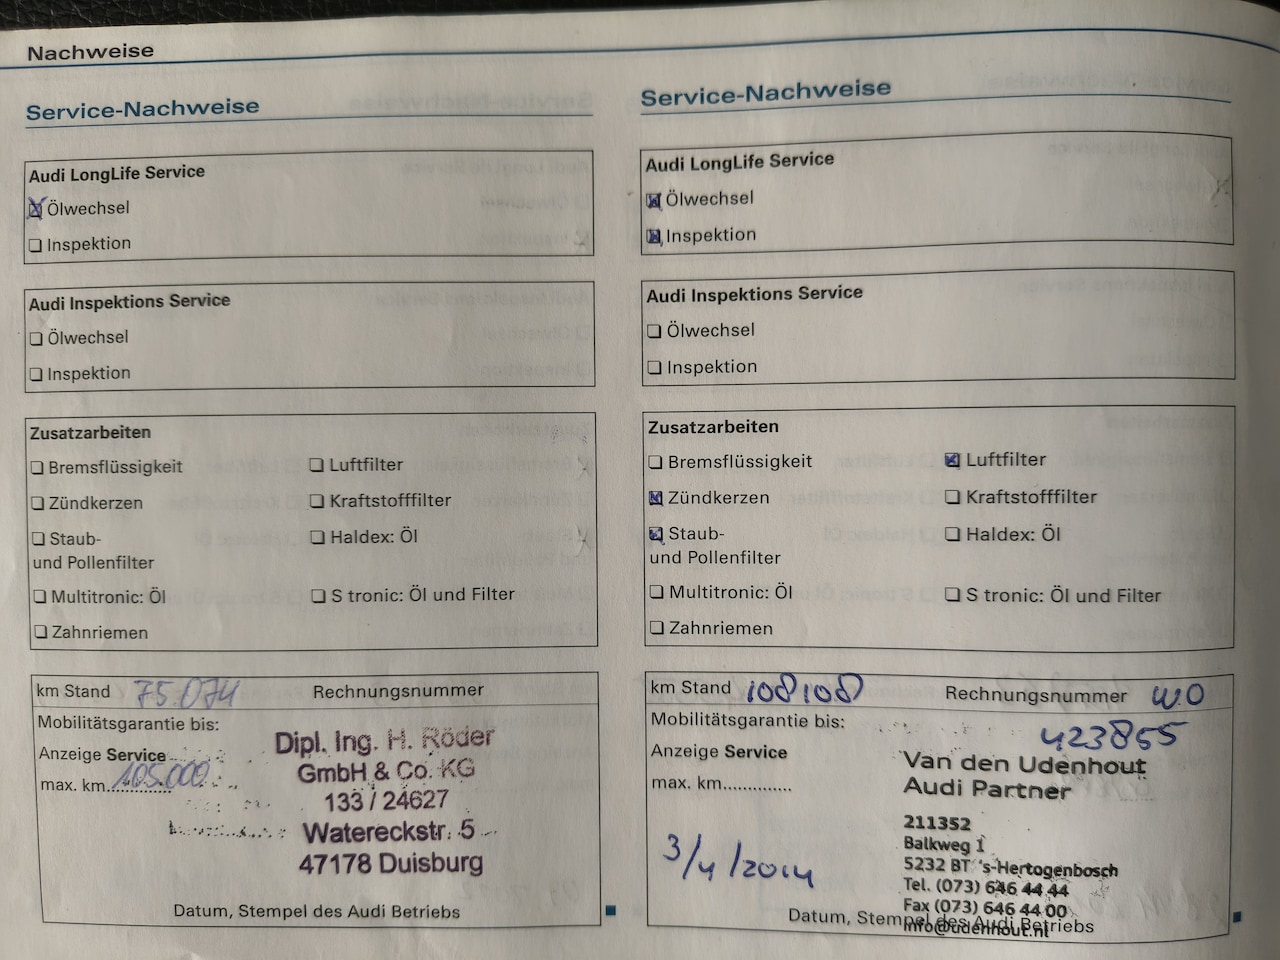 Nachweise
Service-Nachweise
Audi LongLife Service
Ölwechsel
Inspektion
Audi Inspektions Service
Ölwechsel
Inspektion
Zusatzarbeiten
Bremsflüssigkeit
Luftfilter
Zündkerzen
Kraftstofffilter
Staub-
und Pollenfilter
Haldex: Öl
Multitronic: Öl
S tronic: Öl und Filter
Zahnriemen
km Stand 75.074 Rechnungsnummer
Mobilitätsgarantie bis:
Anzeige Service
max. km.............. 105.000
Dipl. Ing. H. Röder
GmbH & Co. KG
133 / 24627
Watereckstr. 5
47178 Duisburg
Datum, Stempel des Audi Betriebs
Service-Nachweise
Audi LongLife Service
Ölwechsel
Inspektion
Audi Inspektions Service
Ölwechsel
Inspektion
Zusatzarbeiten
Bremsflüssigkeit
Luftfilter
Zündkerzen
Kraftstofffilter
Staub-
und Pollenfilter
Haldex: Öl
Multitronic: Öl
S tronic: Öl und Filter
Zahnriemen
km Stand 108108 Rechnungsnummer WO
423855
Mobilitätsgarantie bis:
Anzeige Service
max. km..............
3/4/2014
Van den Udenhout
Audi Partner
211352
Balkweg 1
5232 BT 's-Hertogenbosch
Tel. (073) 646 44 44
Fax (073) 646 44 00
info@udenhout.nl
Datum, Stempel des Audi Betriebs